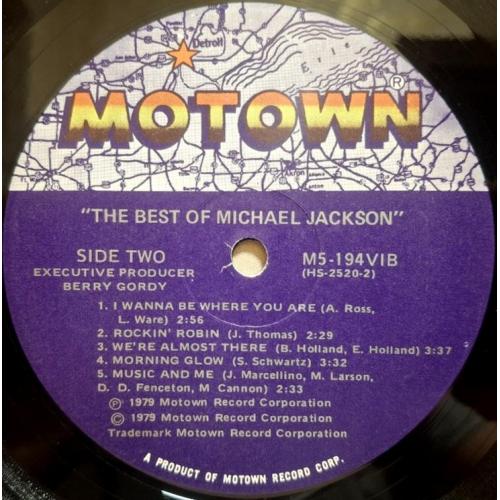 Detroit
Erie
MOTOWN®
Akron
"THE BEST OF MICHAEL JACKSON"
SIDE TWO M5-194VIB
EXECUTIVE PRODUCER (HS-2520-2)
BERRY GORDY
1. I WANNA BE WHERE YOU ARE (A. Ross,
L. Ware) 2:56
2. ROCKIN' ROBIN (J. Thomas) 2:29
3. WE'RE ALMOST THERE (B. Holland, E. Holland) 3:37
4. MORNING GLOW (S. Schwartz) 3:32
5. MUSIC AND ME (J. Marcellino, M. Larson,
D. D. Fenceton, M Cannon) 2:33
℗ 1979 Motown Record Corporation
© 1979 Motown Record Corporation
Trademark Motown Record Corporation
A PRODUCT OF MOTOWN RECORD CORP.